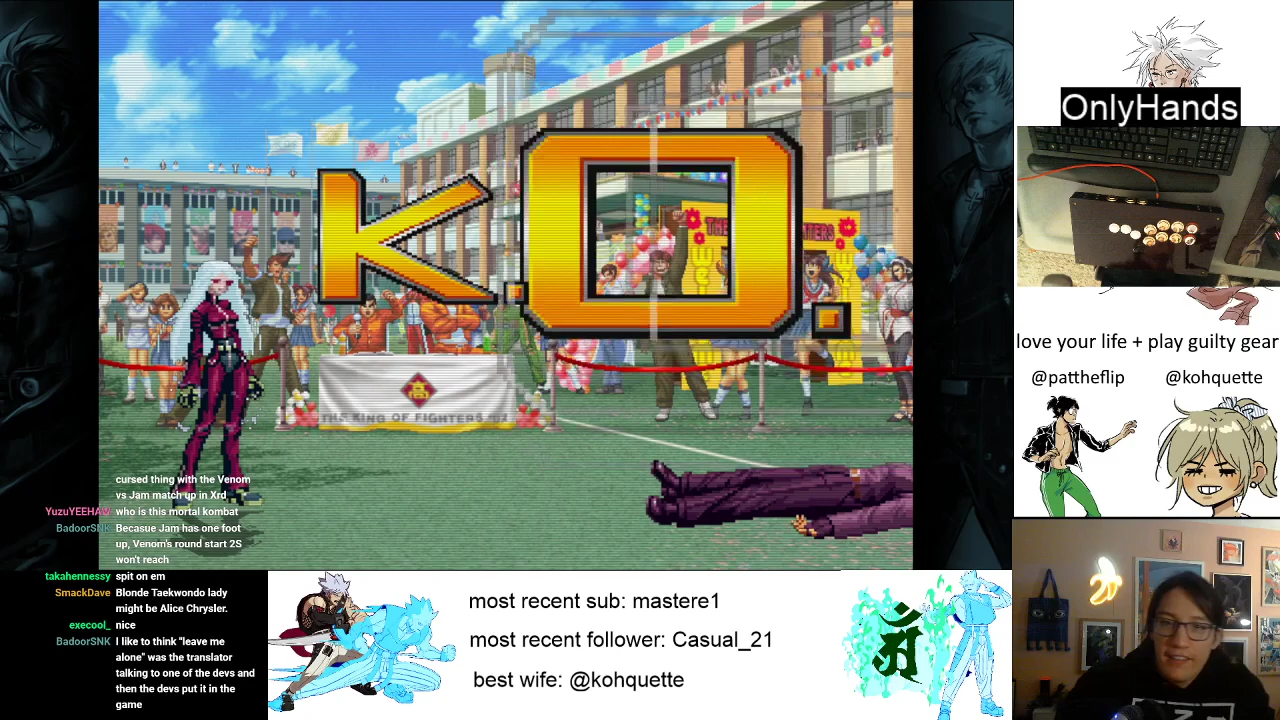 K.O.
THE KING OF FIGHTERS
OnlyHands
love your life + play guilty gear
@pattheflip
@kohquette
cursed thing with the Venom
vs Jam match up in Xrd
YuzuYEEHAW who is this mortal kombat
BadoorSNK Becasue Jam has one foot
up, Venom's round start 2S
won't reach
takahennessy spit on em
SmackDave Blonde Taekwondo lady
might be Alice Chrysler.
execool_ nice
BadoorSNK I like to think "leave me
alone" was the translator
talking to one of the devs and
then the devs put it in the
game
most recent sub: mastere1
most recent follower: Casual_21
best wife: @kohquette